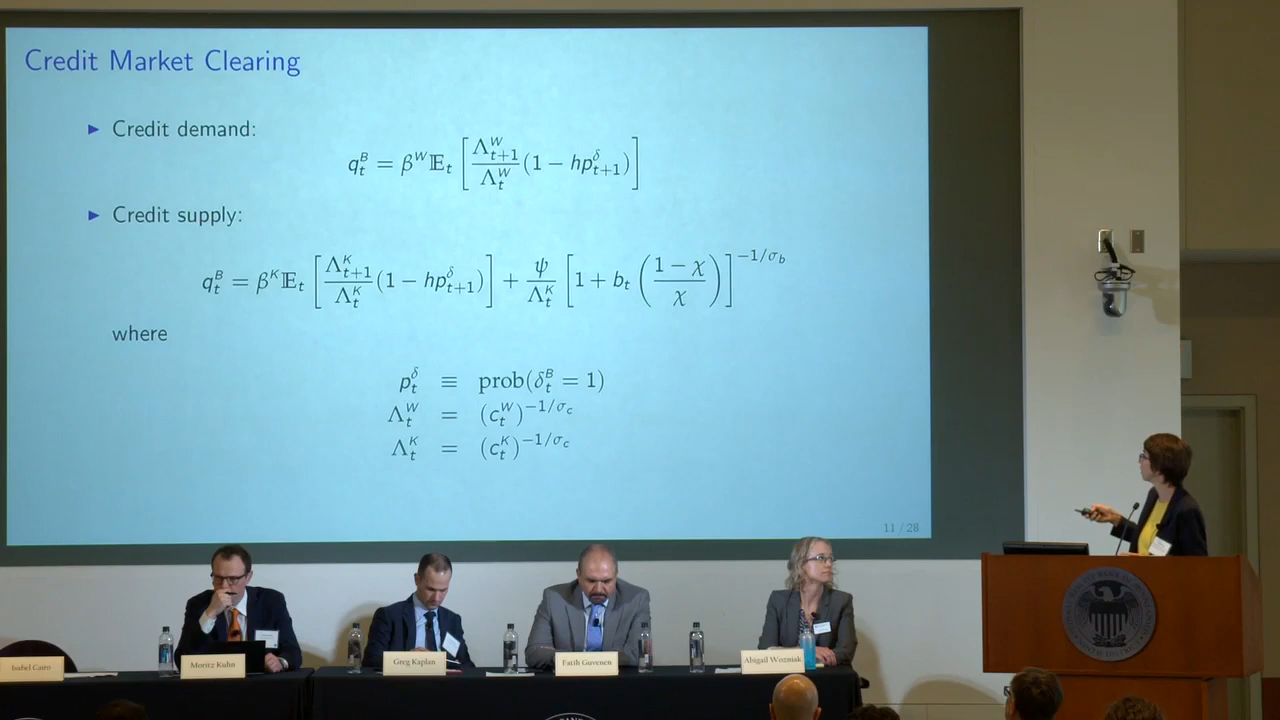 Credit Market Clearing
▶ Credit demand:
q_t^B = β^W 𝔼_t [Λ_{t+1}^W / Λ_t^W (1 − hp_{t+1}^δ)]
▶ Credit supply:
q_t^B = β^K 𝔼_t [Λ_{t+1}^K / Λ_t^K (1 − hp_{t+1}^δ)] + ψ / Λ_t^K [1 + b_t ((1 − χ) / χ)]^{−1/σ_b}
where
p_t^δ ≡ prob(δ_t^B = 1)
Λ_t^W = (c_t^W)^{−1/σ_c}
Λ_t^K = (c_t^K)^{−1/σ_c}
11 / 28
Isabel Cairo
Moritz Kuhn
Greg Kaplan
Fatih Guvenen
Abigail Wozniak